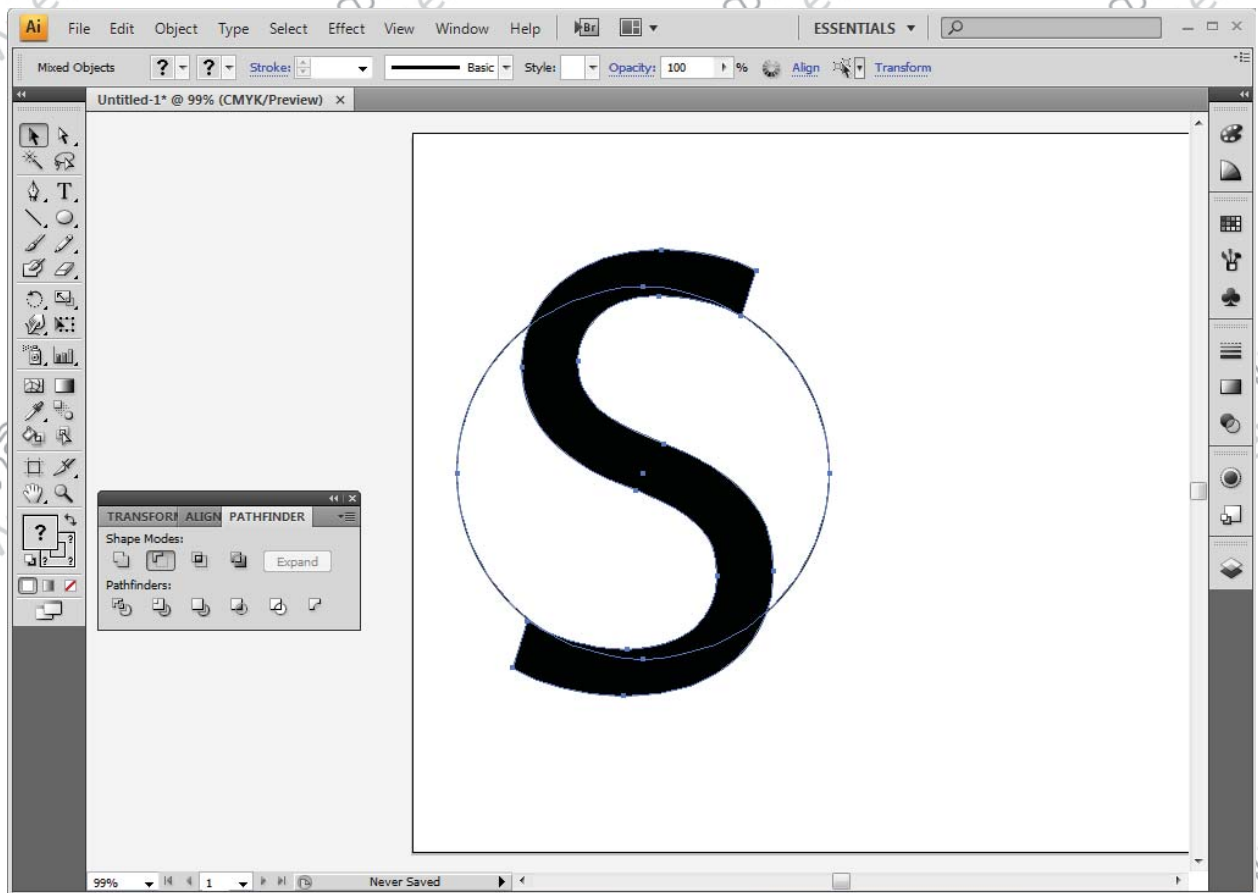 Ai File Edit Object Type Select Effect View Window Help Br ESSENTIALS
Mixed Objects ? ? Stroke: Basic Style: Opacity: 100 % Align Transform
Untitled-1* @ 99% (CMYK/Preview) ×
T
TRANSFORM ALIGN PATHFINDER
Shape Modes:
Expand
Pathfinders:
?
?
?
S
99% 1 Never Saved